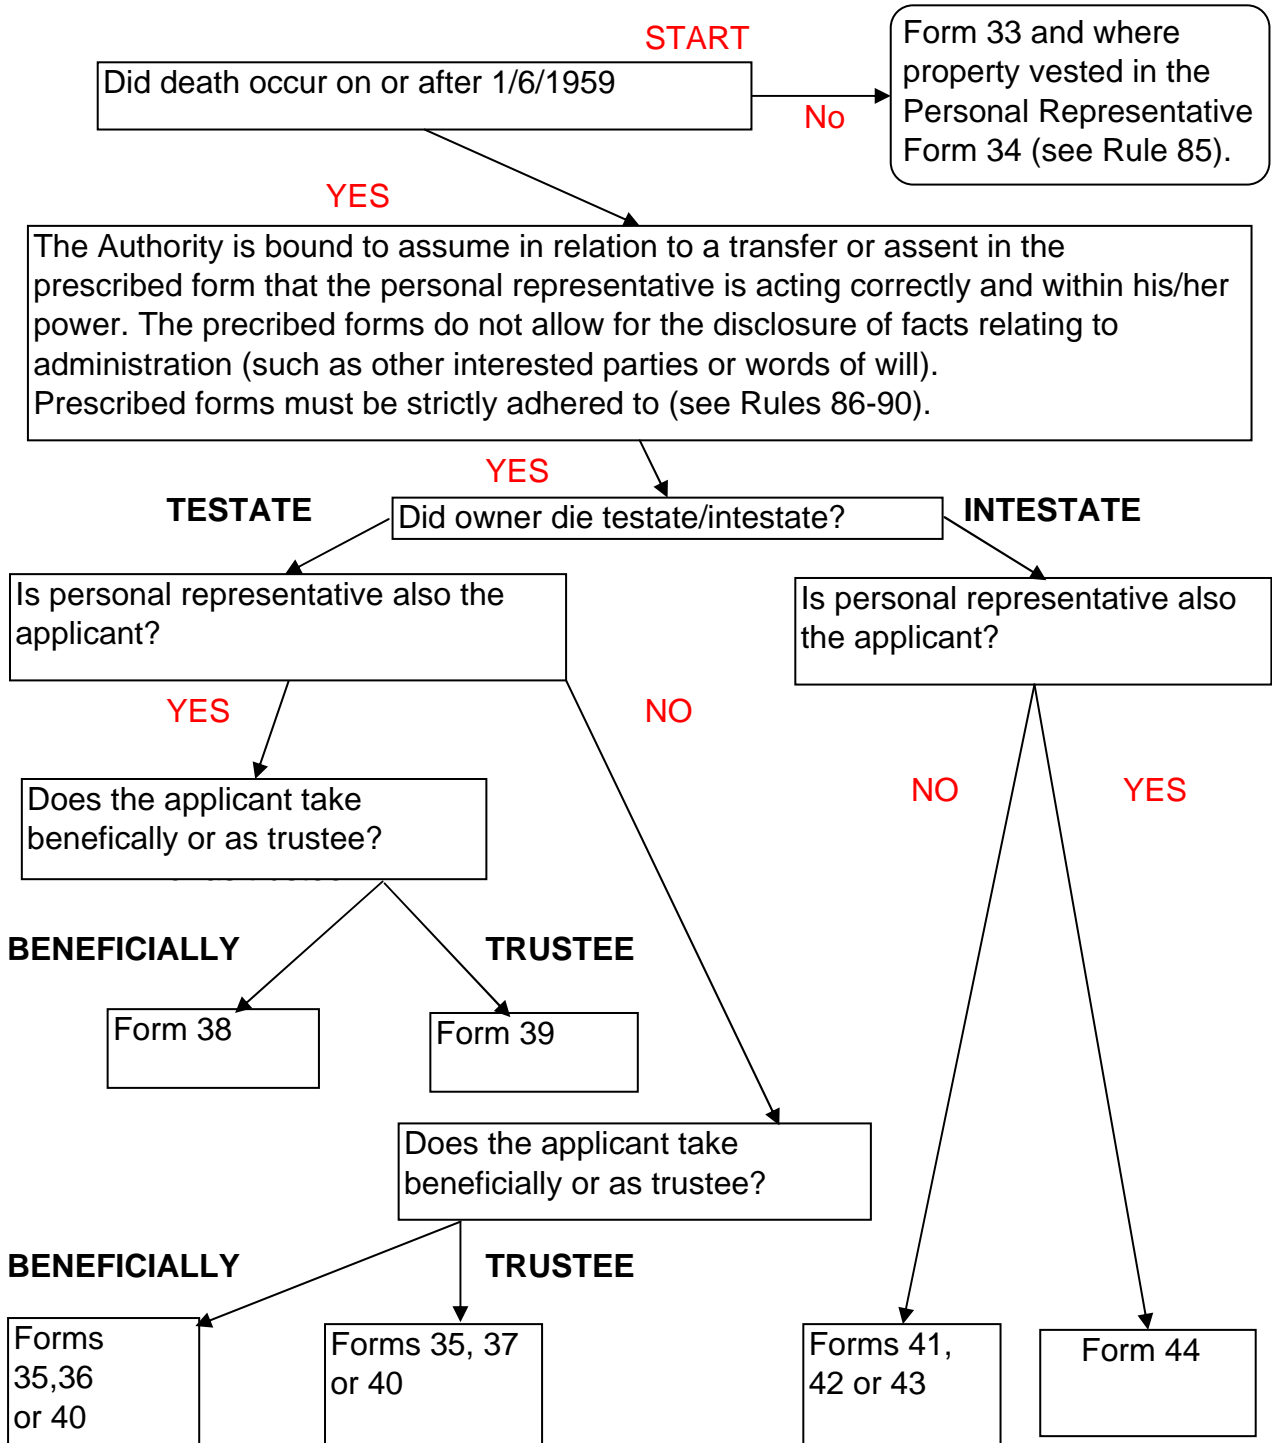 START
Form 33 and where
property vested in the
Personal Representative
Form 34 (see Rule 85).
Did death occur on or after 1/6/1959
No
YES
The Authority is bound to assume in relation to a transfer or assent in the
prescribed form that the personal representative is acting correctly and within his/her
power. The precribed forms do not allow for the disclosure of facts relating to
administration (such as other interested parties or words of will).
Prescribed forms must be strictly adhered to (see Rules 86-90).
YES
TESTATE
Did owner die testate/intestate?
INTESTATE
Is personal representative also the
applicant?
Is personal representative also
the applicant?
YES
NO
NO
YES
Does the applicant take
benefically or as trustee?
BENEFICIALLY
TRUSTEE
Form 38
Form 39
Does the applicant take
beneficially or as trustee?
BENEFICIALLY
TRUSTEE
Forms
35,36
or 40
Forms 35, 37
or 40
Forms 41,
42 or 43
Form 44